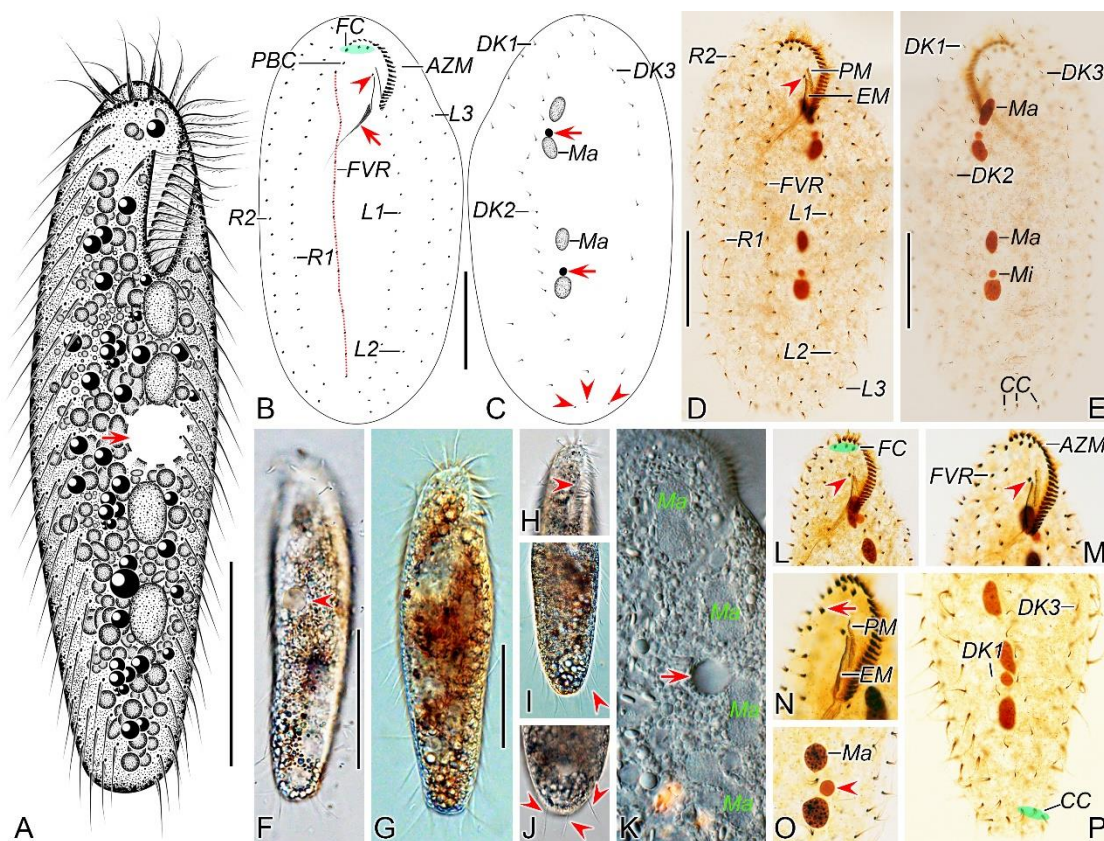 A
FC
PBC
AZM
L3
FVR
R2
L1
R1
L2
B
DK1
DK3
Ma
DK2
Ma
C
R2
PM
EM
FVR
L1
R1
L2
L3
D
DK1
DK3
Ma
DK2
Ma
Mi
CC
E
F
G
H
I
J
Ma
Ma
Ma
Ma
K
FC
L
AZM
FVR
M
PM
EM
N
Ma
O
DK3
DK1
CC
P